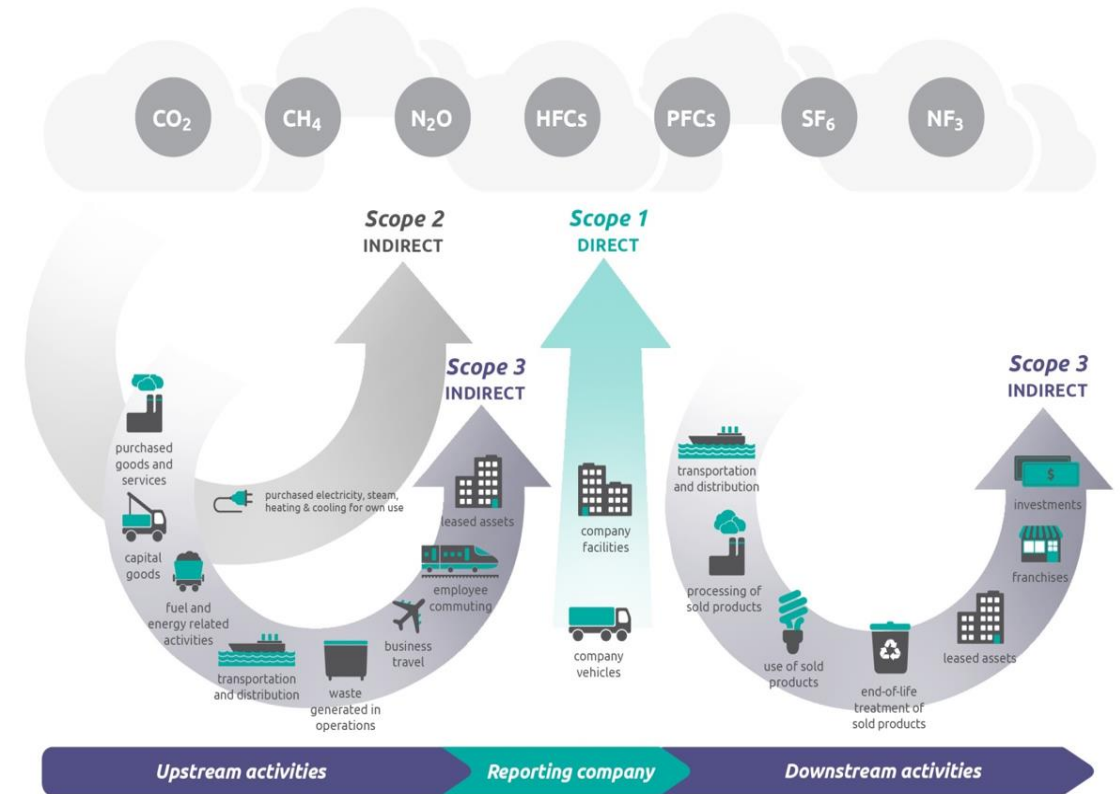 CO₂
CH₄
N₂O
HFCs
PFCs
SF₆
NF₃
Scope 2
INDIRECT
Scope 1
DIRECT
Scope 3
INDIRECT
Scope 3
INDIRECT
purchased
goods and
services
capital
goods
fuel and
energy related
activities
transportation
and distribution
waste
generated in
operations
business
travel
employee
commuting
leased assets
purchased electricity, steam,
heating & cooling for own use
company
facilities
company
vehicles
transportation
and distribution
processing of
sold products
use of sold
products
end-of-life
treatment of
sold products
leased assets
franchises
$
investments
Upstream activities
Reporting company
Downstream activities